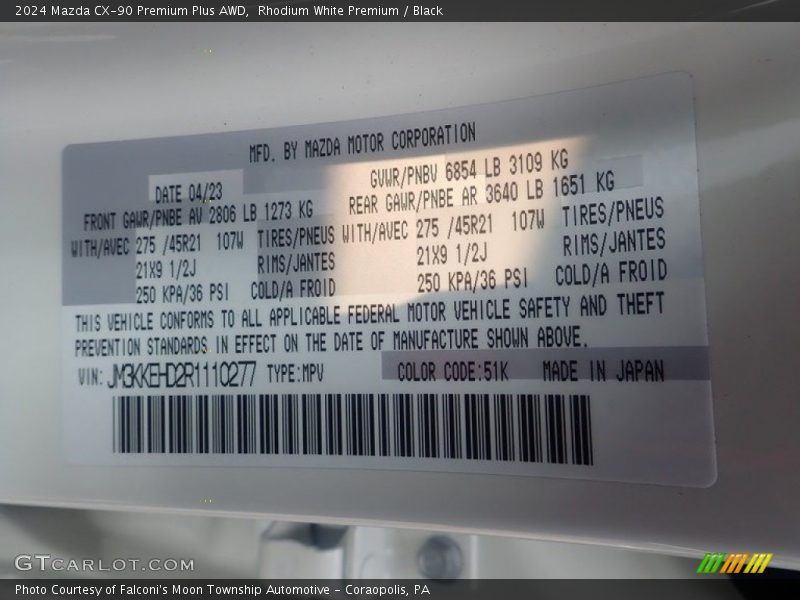 2024 Mazda CX-90 Premium Plus AWD, Rhodium White Premium / Black
MFD. BY MAZDA MOTOR CORPORATION
DATE 04/23 GVWR/PNBV 6854 LB 3109 KG
FRONT GAWR/PNBE AV 2806 LB 1273 KG REAR GAWR/PNBE AR 3640 LB 1651 KG
WITH/AVEC 275 /45R21 107W TIRES/PNEUS WITH/AVEC 275 /45R21 107W TIRES/PNEUS
21X9 1/2J RIMS/JANTES 21X9 1/2J RIMS/JANTES
250 KPA/36 PSI COLD/A FROID 250 KPA/36 PSI COLD/A FROID
THIS VEHICLE CONFORMS TO ALL APPLICABLE FEDERAL MOTOR VEHICLE SAFETY AND THEFT
PREVENTION STANDARDS IN EFFECT ON THE DATE OF MANUFACTURE SHOWN ABOVE.
VIN: JM3KKEHD2R1110277 TYPE:MPV COLOR CODE:51K MADE IN JAPAN
GTCARLOT.COM
Photo Courtesy of Falconi's Moon Township Automotive - Coraopolis, PA